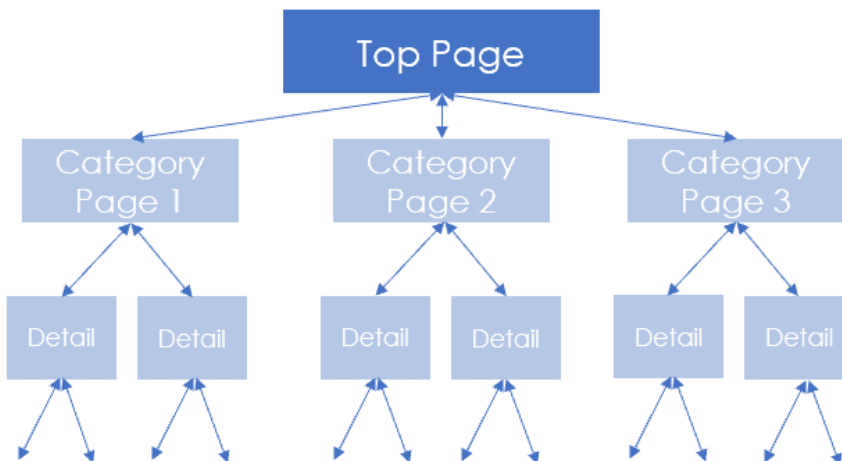 Top Page
Category
Page 1
Category
Page 2
Category
Page 3
Detail
Detail
Detail
Detail
Detail
Detail